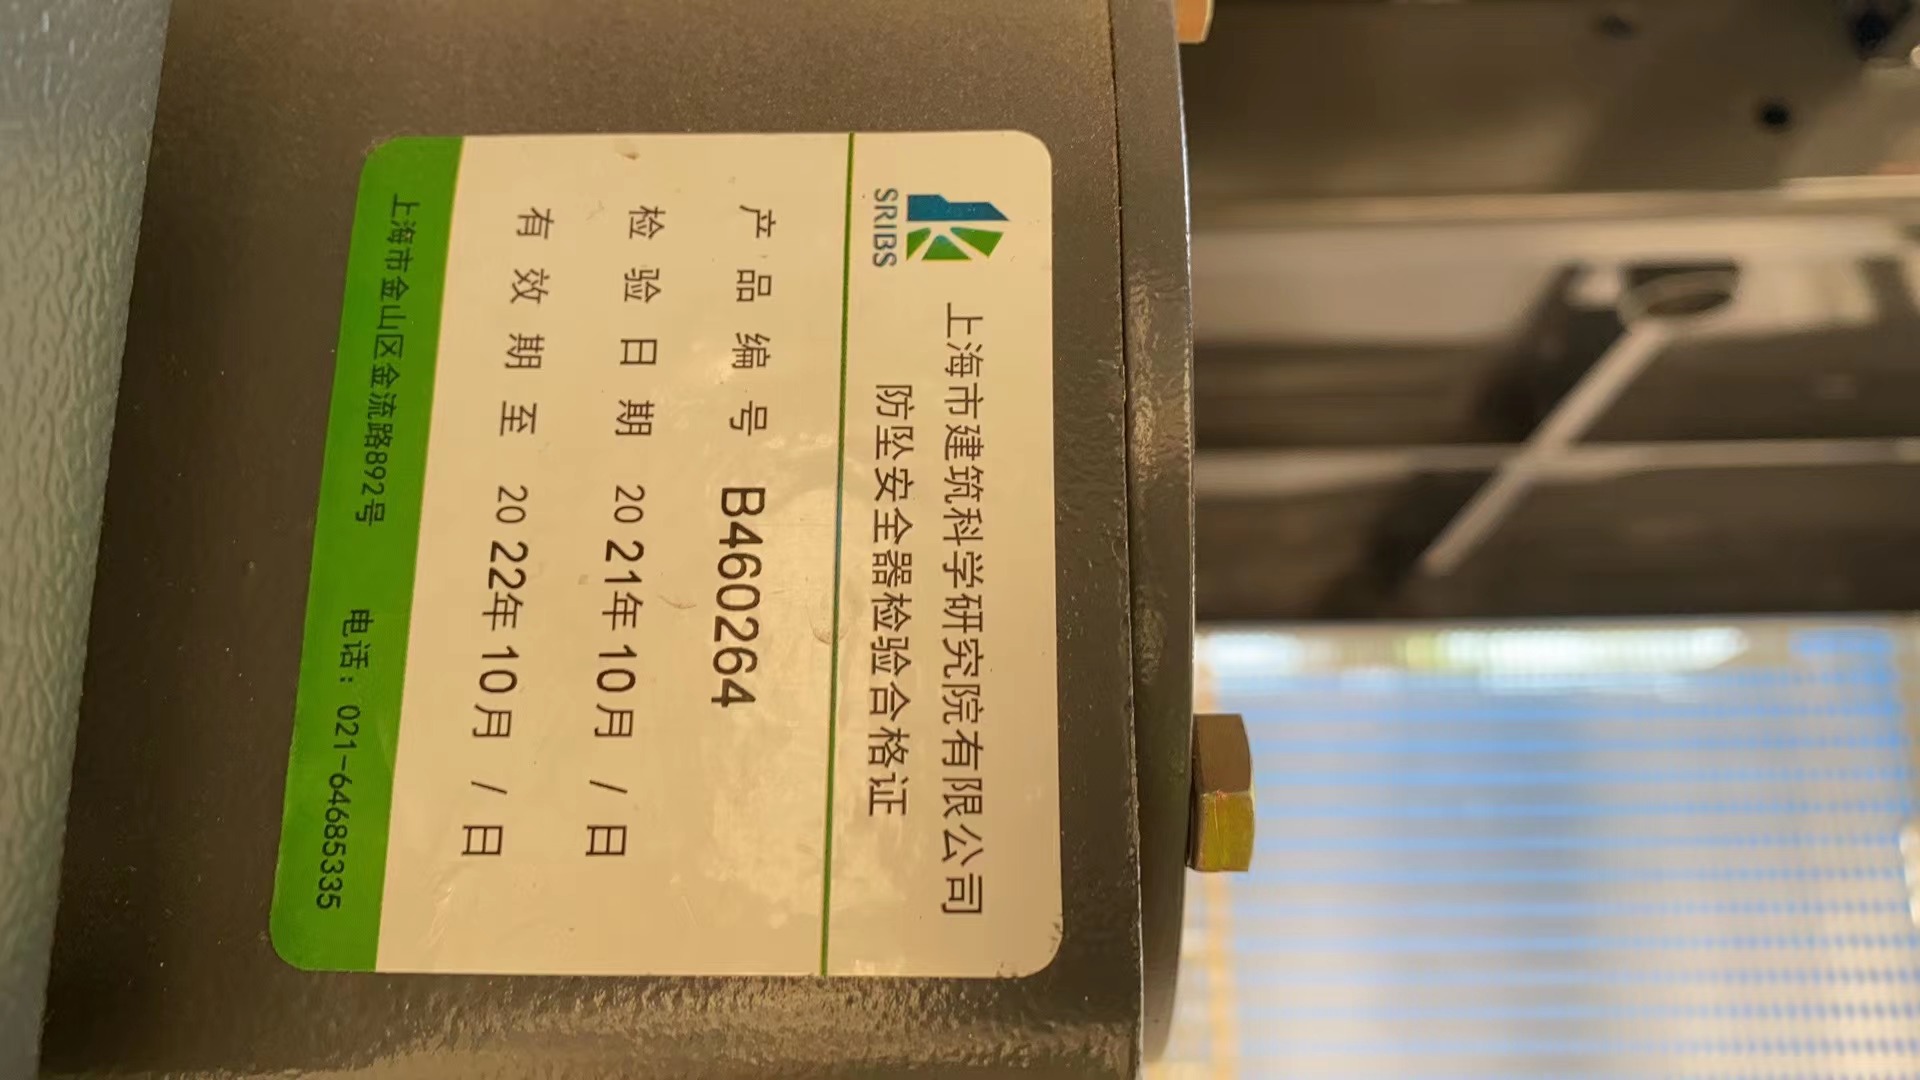 SRIBS
上海市建筑科学研究院有限公司
防坠安全器检验合格证
产品编号 B460264
检验日期 2021年10月/日
有效期至 2022年10月/日
上海市金山区金流路892号 电话：021-64685335